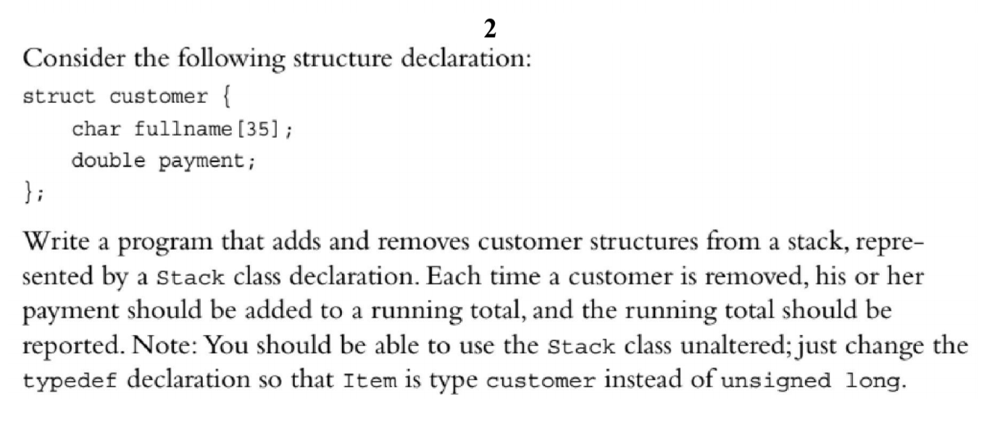 2
Consider the following structure declaration:
struct customer {
    char fullname[35];
    double payment;
};
Write a program that adds and removes customer structures from a stack, repre-
sented by a Stack class declaration. Each time a customer is removed, his or her
payment should be added to a running total, and the running total should be
reported. Note: You should be able to use the Stack class unaltered; just change the
typedef declaration so that Item is type customer instead of unsigned long.